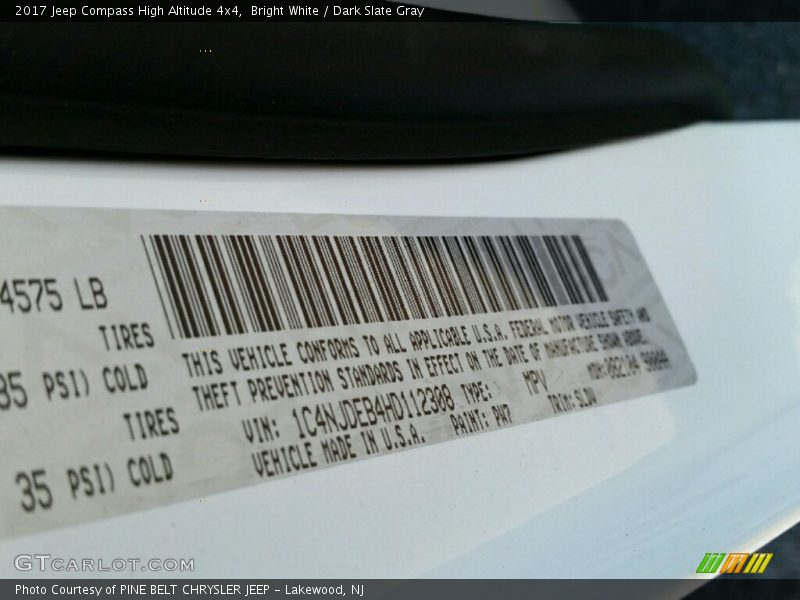 2017 Jeep Compass High Altitude 4x4,  Bright White / Dark Slate Gray
4575 LB
TIRES
35 PSI) COLD
TIRES
35 PSI) COLD
THIS VEHICLE CONFORMS TO ALL APPLICABLE U.S.A. FEDERAL MOTOR VEHICLE SAFETY AND
THEFT PREVENTION STANDARDS IN EFFECT ON THE DATE OF MANUFACTURE SHOWN ABOVE.
VIN: 1C4NJDEB4HD112308 TYPE: MPV
VEHICLE MADE IN U.S.A. PAINT: PW7 TRIM: SLDV
GTCARLOT.COM
Photo Courtesy of PINE BELT CHRYSLER JEEP - Lakewood, NJ